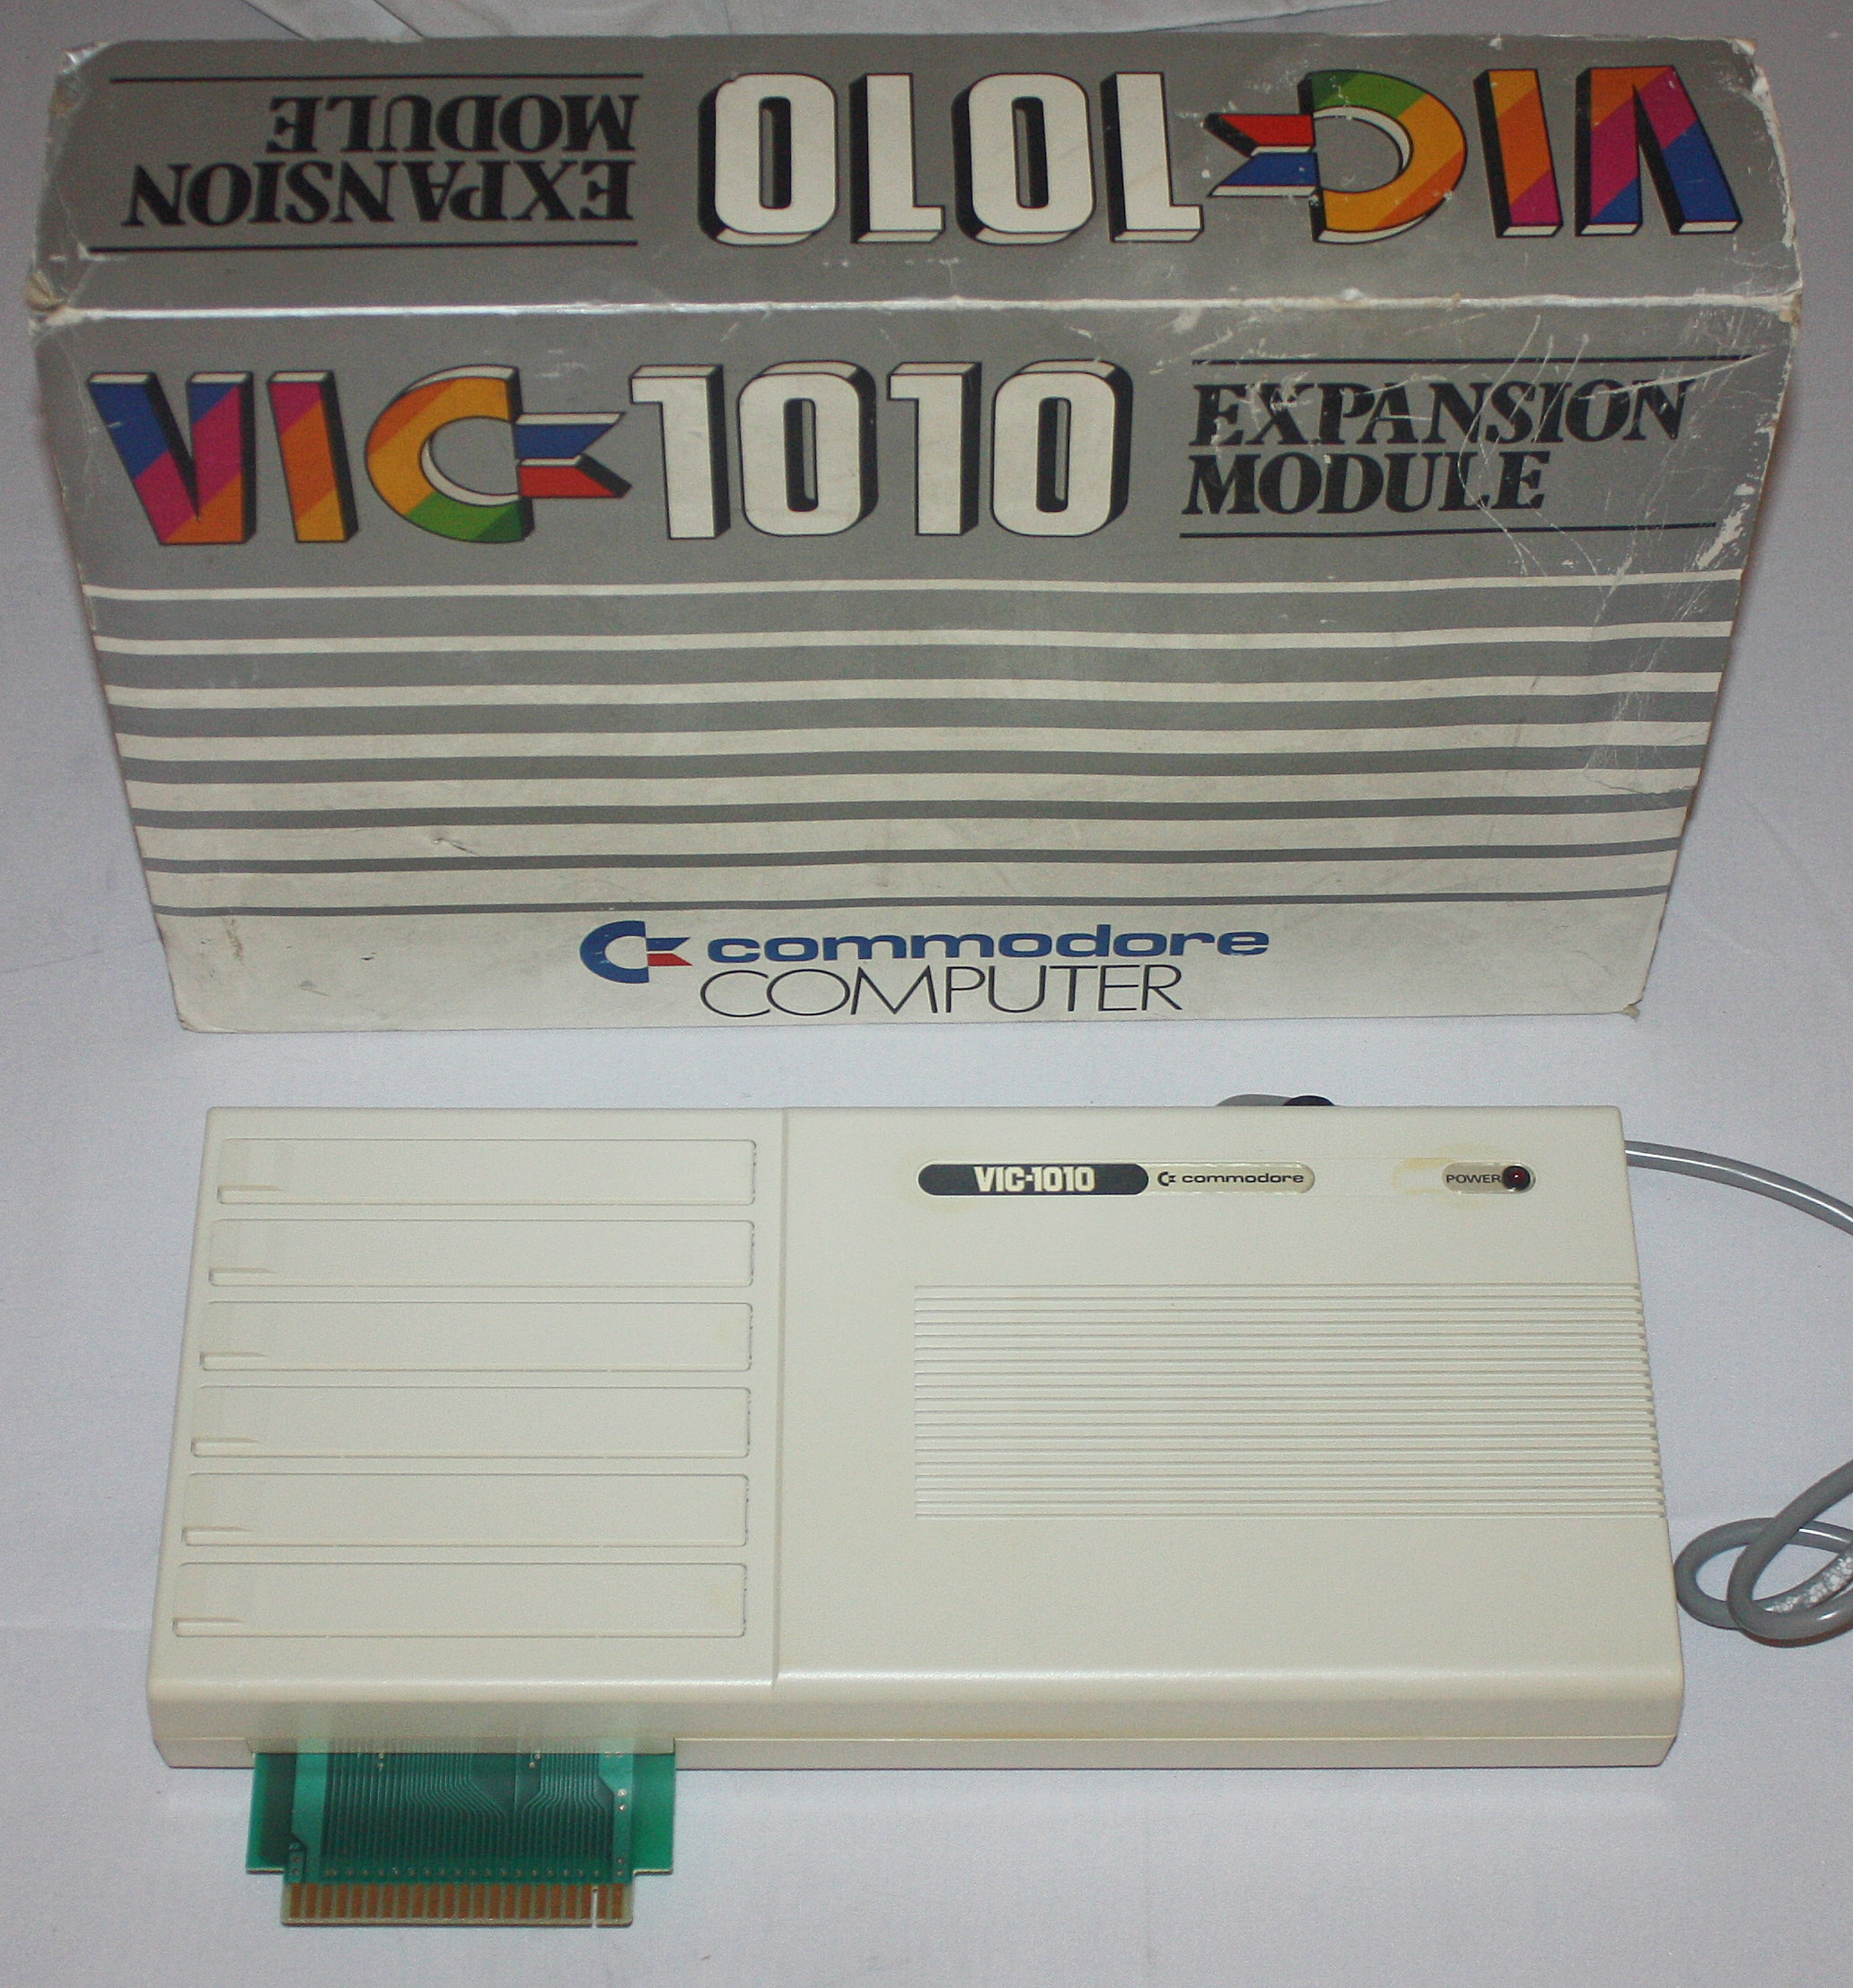 VIC-1010
EXPANSION
MODULE
VIC-1010
EXPANSION
MODULE
commodore
COMPUTER
VIC-1010 commodore
POWER